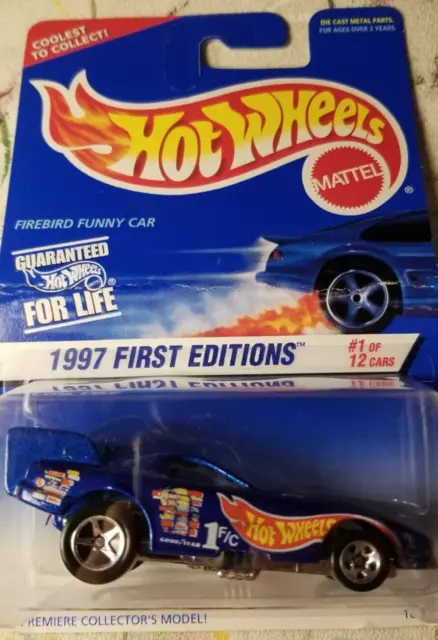 COOLEST
TO COLLECT!
DIE CAST METAL PARTS.
FOR AGES OVER 3 YEARS.
HOT WHEELS
MATTEL
®
FIREBIRD FUNNY CAR
GUARANTEED
Hot Wheels
FOR LIFE
1997 FIRST EDITIONS™
#1 OF
12 CARS
GOODYEAR
1 F/C
HOT WHEELS
PREMIERE COLLECTOR'S MODEL!